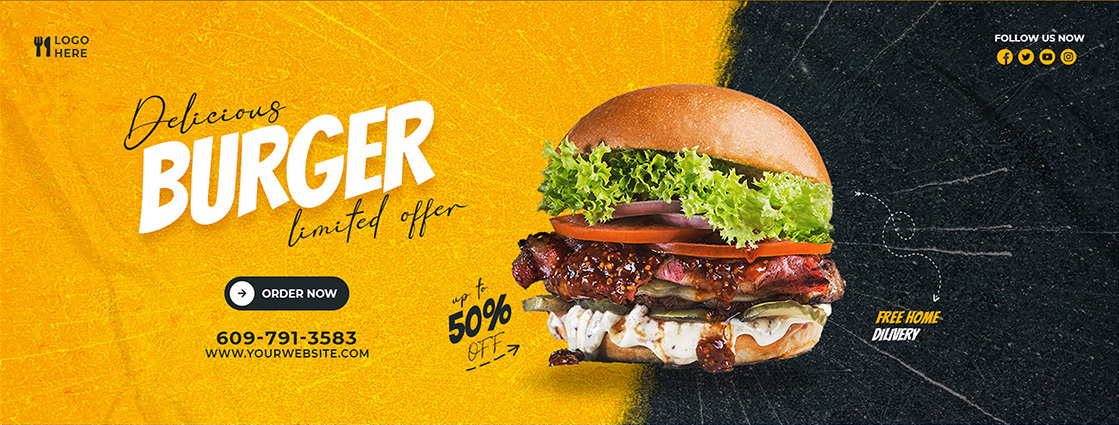 LOGO
HERE
FOLLOW US NOW
Delicious
BURGER
limited offer
ORDER NOW
609-791-3583
WWW.YOURWEBSITE.COM
up to
50%
OFF
FREE HOME
DILIVERY